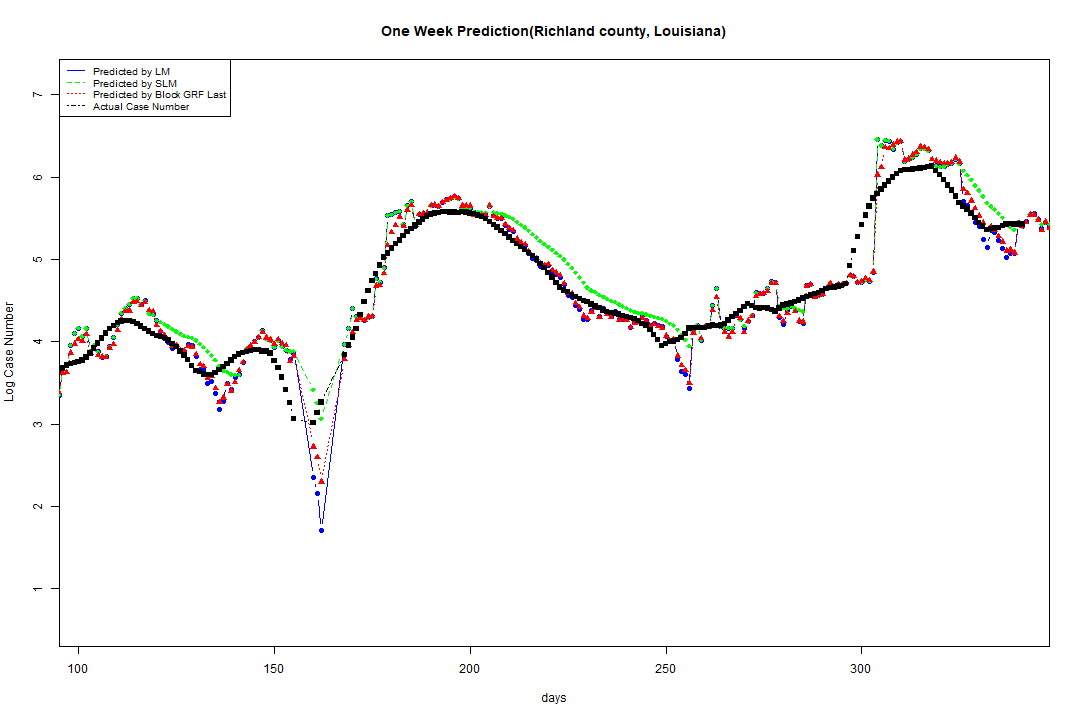 One Week Prediction(Richland county, Louisiana)
Predicted by LM
Predicted by SLM
Predicted by Block GRF Last
Actual Case Number
7
6
5
4
3
2
1
Log Case Number
100 150 200 250 300
days